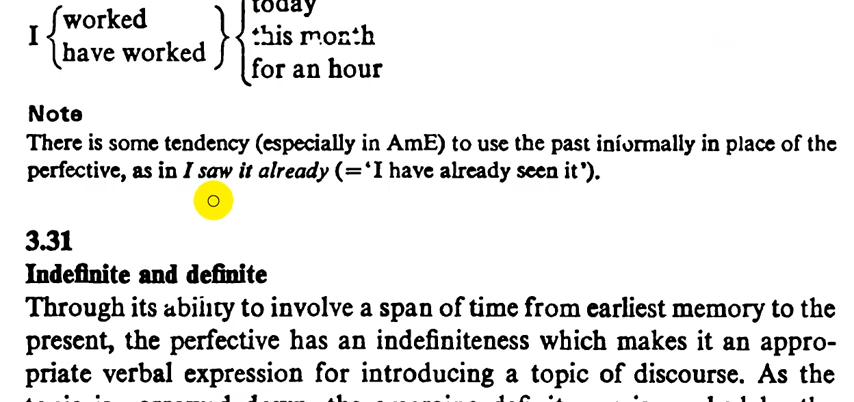 today
worked
I
this month
have worked
for an hour
Note
There is some tendency (especially in AmE) to use the past informally in place of the
perfective, as in I saw it already (=‘I have already seen it’).
3.31
Indefinite and definite
Through its ability to involve a span of time from earliest memory to the
present, the perfective has an indefiniteness which makes it an appro-
priate verbal expression for introducing a topic of discourse. As the